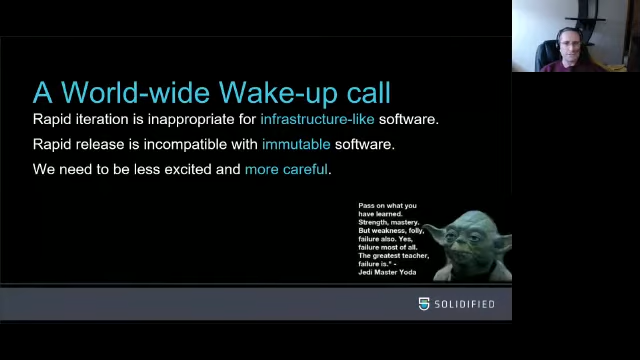 A World-wide Wake-up call
Rapid iteration is inappropriate for infrastructure-like software.
Rapid release is incompatible with immutable software.
We need to be less excited and more careful.
Pass on what you
have learned.
Strength, mastery.
But weakness, folly,
failure also. Yes,
failure most of all.
The greatest teacher,
failure is." -
Jedi Master Yoda
SOLIDIFIED